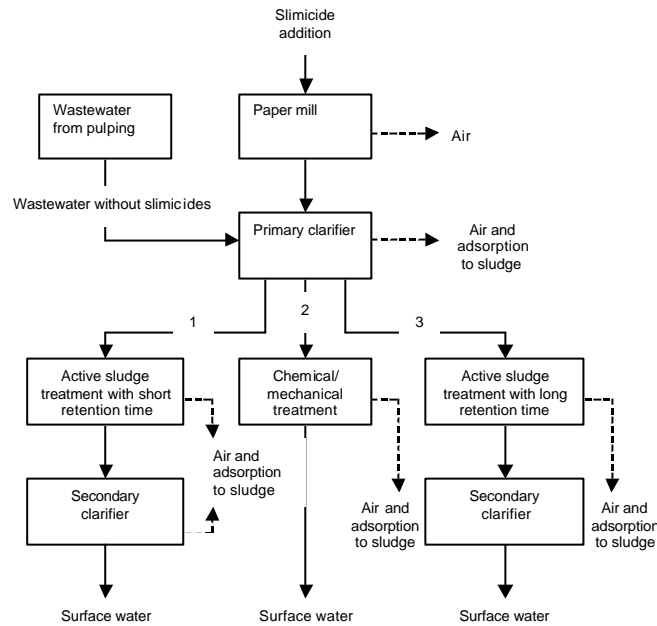 Slimicide
addition
Wastewater
from pulping
Paper mill
Air
Wastewater without slimicides
Primary clarifier
Air and
adsorption
to sludge
1
2
3
Active sludge
treatment with short
retention time
Chemical/
mechanical
treatment
Active sludge
treatment with long
retention time
Air and
adsorption
to sludge
Secondary
clarifier
Air and
adsorption
to sludge
Secondary
clarifier
Air and
adsorption
to sludge
Surface water
Surface water
Surface water